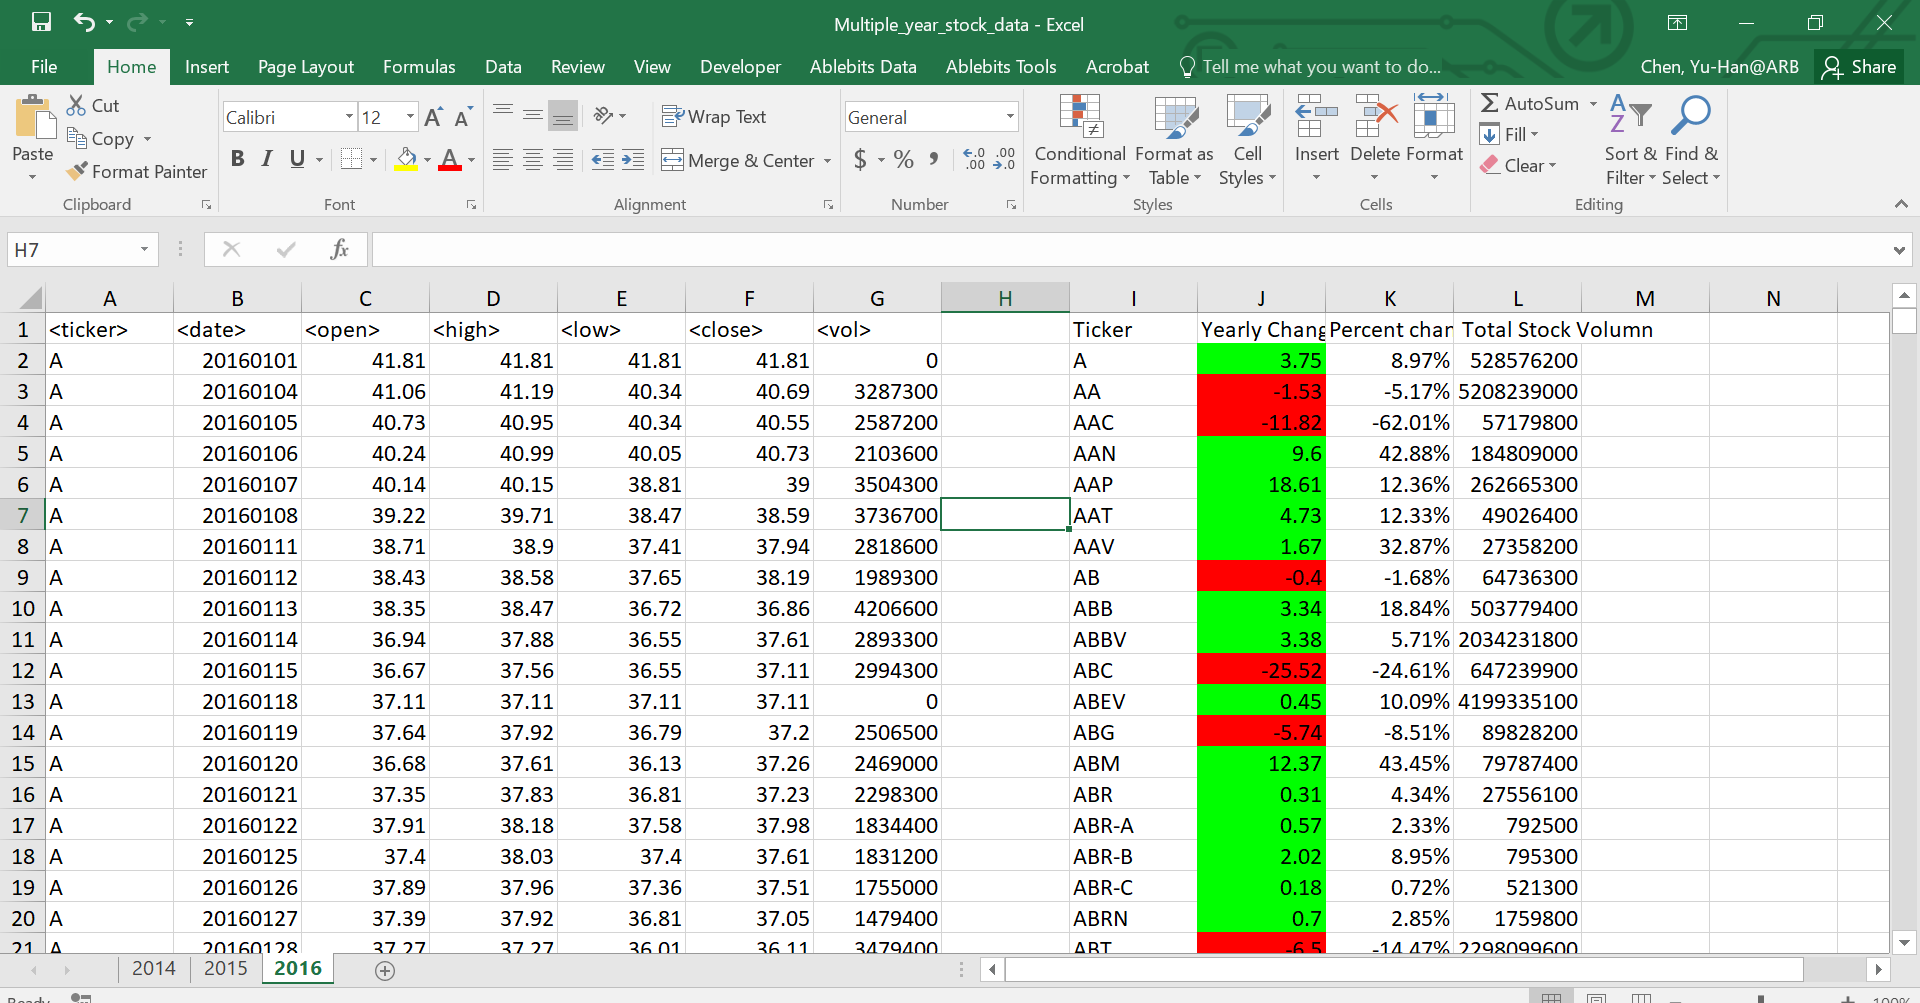 Multiple_year_stock_data - Excel
File Home Insert Page Layout Formulas Data Review View Developer Ablebits Data Ablebits Tools Acrobat Tell me what you want to do... Chen, Yu-Han@ARB Share
Paste
Cut
Copy
Format Painter
Clipboard
Calibri 12
B I U
Font
Wrap Text
Merge & Center
Alignment
General
$ % ,
Number
Conditional Formatting
Format as Table
Cell Styles
Styles
Insert Delete Format
Cells
AutoSum
Fill
Clear
Sort & Filter
Find & Select
Editing
H7 fx
A B C D E F G H I J K L M N
1 <ticker> <date> <open> <high> <low> <close> <vol> Ticker Yearly Chang Percent chan Total Stock Volumn
2 A 20160101 41.81 41.81 41.81 41.81 0 A 3.75 8.97% 528576200
3 A 20160104 41.06 41.19 40.34 40.69 3287300 AA -1.53 -5.17% 5208239000
4 A 20160105 40.73 40.95 40.34 40.55 2587200 AAC -11.82 -62.01% 57179800
5 A 20160106 40.24 40.99 40.05 40.73 2103600 AAN 9.6 42.88% 184809000
6 A 20160107 40.14 40.15 38.81 39 3504300 AAP 18.61 12.36% 262665300
7 A 20160108 39.22 39.71 38.47 38.59 3736700 AAT 4.73 12.33% 49026400
8 A 20160111 38.71 38.9 37.41 37.94 2818600 AAV 1.67 32.87% 27358200
9 A 20160112 38.43 38.58 37.65 38.19 1989300 AB -0.4 -1.68% 64736300
10 A 20160113 38.35 38.47 36.72 36.86 4206600 ABB 3.34 18.84% 503779400
11 A 20160114 36.94 37.88 36.55 37.61 2893300 ABBV 3.38 5.71% 2034231800
12 A 20160115 36.67 37.56 36.55 37.11 2994300 ABC -25.52 -24.61% 647239900
13 A 20160118 37.11 37.11 37.11 37.11 0 ABEV 0.45 10.09% 4199335100
14 A 20160119 37.64 37.92 36.79 37.2 2506500 ABG -5.74 -8.51% 89828200
15 A 20160120 36.68 37.61 36.13 37.26 2469000 ABM 12.37 43.45% 79787400
16 A 20160121 37.35 37.83 36.81 37.23 2298300 ABR 0.31 4.34% 27556100
17 A 20160122 37.91 38.18 37.58 37.98 1834400 ABR-A 0.57 2.33% 792500
18 A 20160125 37.4 38.03 37.4 37.61 1831200 ABR-B 2.02 8.95% 795300
19 A 20160126 37.89 37.96 37.36 37.51 1755000 ABR-C 0.18 0.72% 521300
20 A 20160127 37.39 37.92 36.81 37.05 1479400 ABRN 0.7 2.85% 1759800
21 A 20160128 37.27 37.27 36.01 36.11 3479400 ABT -6.5 -14.47% 2298099600
2014 2015 2016
Ready 100%